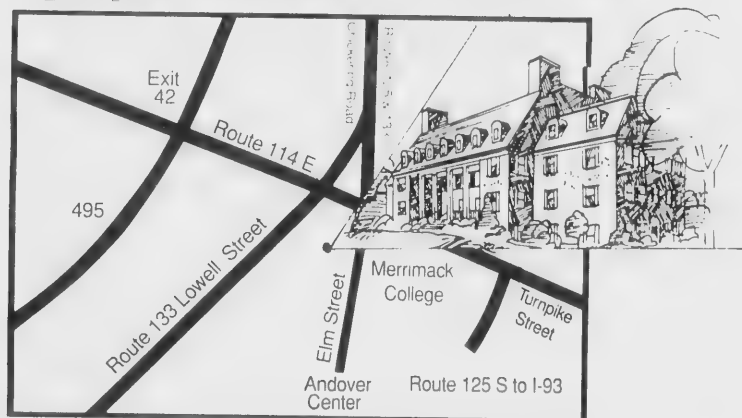 Exit
42
Route 114 E
495
Route 133 Lowell Street
Elm Street
Merrimack
College
Turnpike
Street
Andover
Center
Route 125 S to I-93